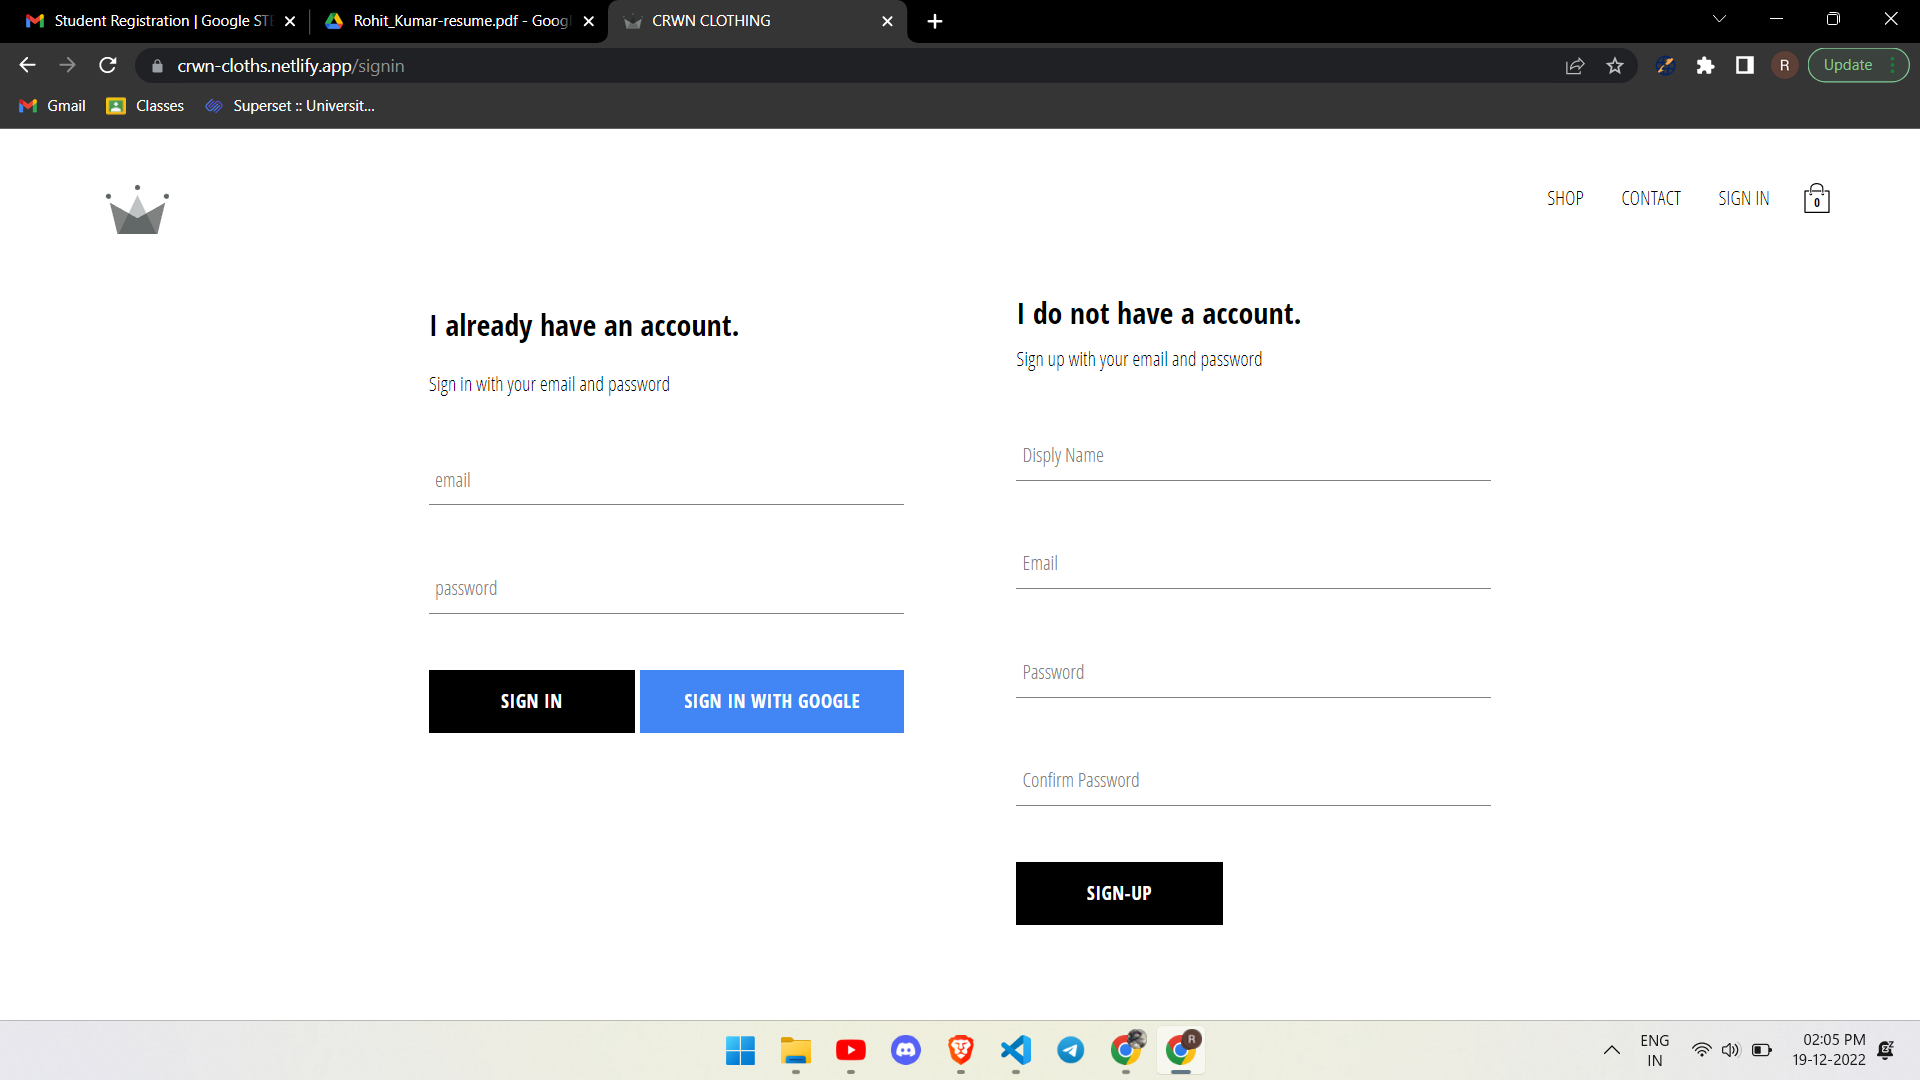 Student Registration | Google STE
Rohit_Kumar-resume.pdf - Googl
CRWN CLOTHING
crwn-cloths.netlify.app/signin
R
Update
Gmail
Classes
Superset :: Universit...
SHOP
CONTACT
SIGN IN
0
I already have an account.
Sign in with your email and password
email
password
SIGN IN
SIGN IN WITH GOOGLE
I do not have a account.
Sign up with your email and password
Disply Name
Email
Password
Confirm Password
SIGN-UP
R
ENG
IN
02:05 PM
19-12-2022